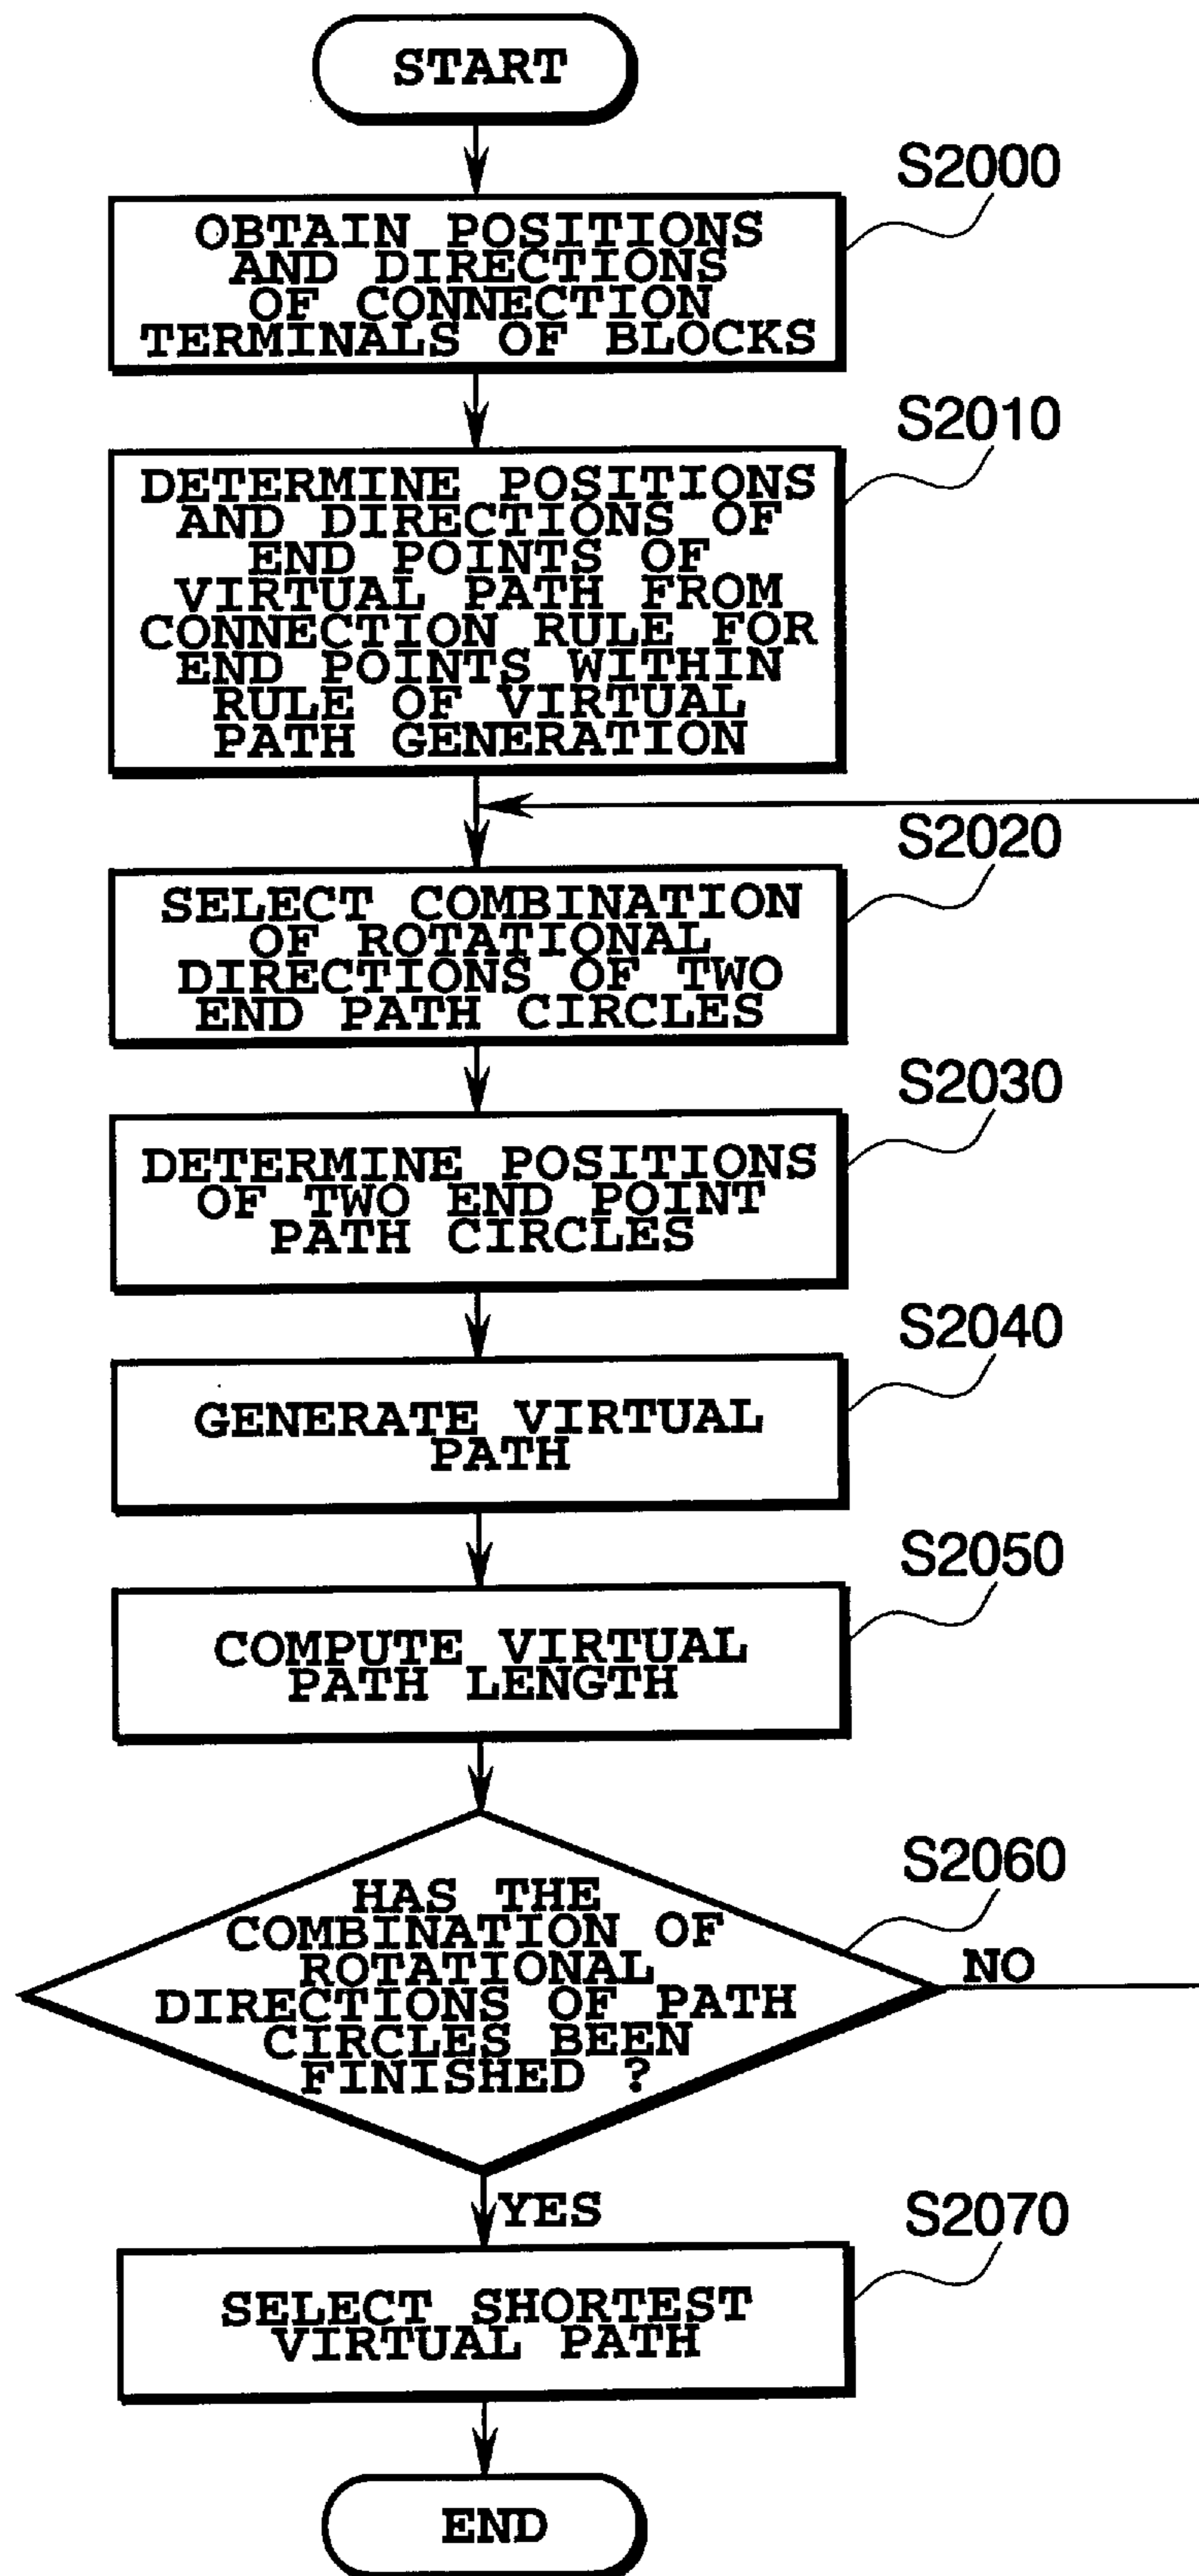 START
S2000
OBTAIN POSITIONS
AND DIRECTIONS
OF CONNECTION
TERMINALS OF BLOCKS
S2010
DETERMINE POSITIONS
AND DIRECTIONS OF
END POINTS OF
VIRTUAL PATH FROM
CONNECTION RULE FOR
END POINTS WITHIN
RULE OF VIRTUAL
PATH GENERATION
S2020
SELECT COMBINATION
OF ROTATIONAL
DIRECTIONS OF TWO
END PATH CIRCLES
S2030
DETERMINE POSITIONS
OF TWO END POINT
PATH CIRCLES
S2040
GENERATE VIRTUAL
PATH
S2050
COMPUTE VIRTUAL
PATH LENGTH
S2060
HAS THE
COMBINATION OF
ROTATIONAL
DIRECTIONS OF PATH
CIRCLES BEEN
FINISHED ?
NO
YES
S2070
SELECT SHORTEST
VIRTUAL PATH
END